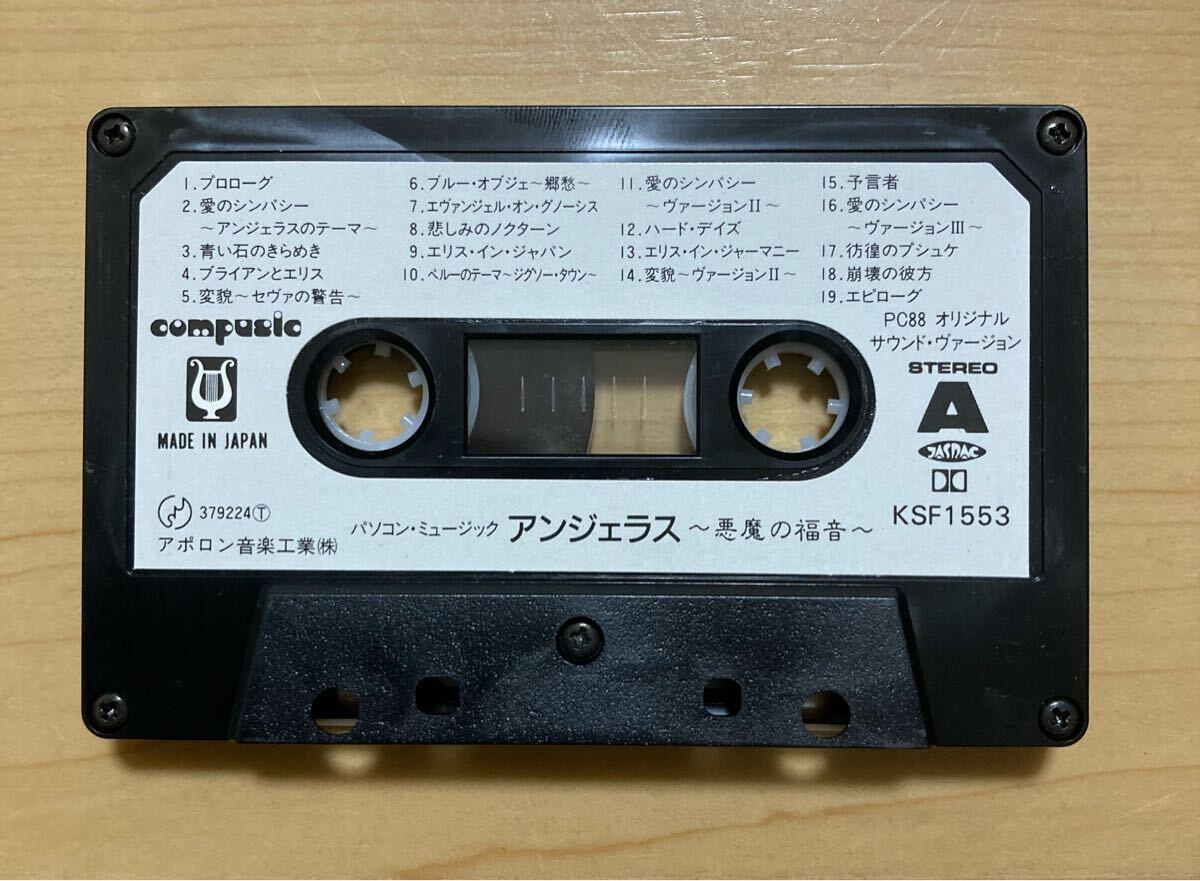 1. プロローグ
2. 愛のシンパシー
～アンジェラスのテーマ～
3. 青い石のきらめき
4. ブライアンとエリス
5. 変貌～セヴァの警告～
6. ブルー・オブジェ～郷愁～
7. エヴァンジェル・オン・グノーシス
8. 悲しみのノクターン
9. エリス・イン・ジャパン
10. ペルーのテーマ～ジグソー・タウン～
11. 愛のシンパシー
～ヴァージョンII～
12. ハード・デイズ
13. エリス・イン・ジャーマニー
14. 変貌～ヴァージョンII～
15. 予言者
16. 愛のシンパシー
～ヴァージョンIII～
17. 彷徨のプシュケ
18. 崩壊の彼方
19. エピローグ
compusic
MADE IN JAPAN
PC88 オリジナル
サウンド・ヴァージョン
STEREO
A
JASRAC
379224Ⓣ
アポロン音楽工業㈱
パソコン・ミュージック アンジェラス～悪魔の福音～
KSF1553